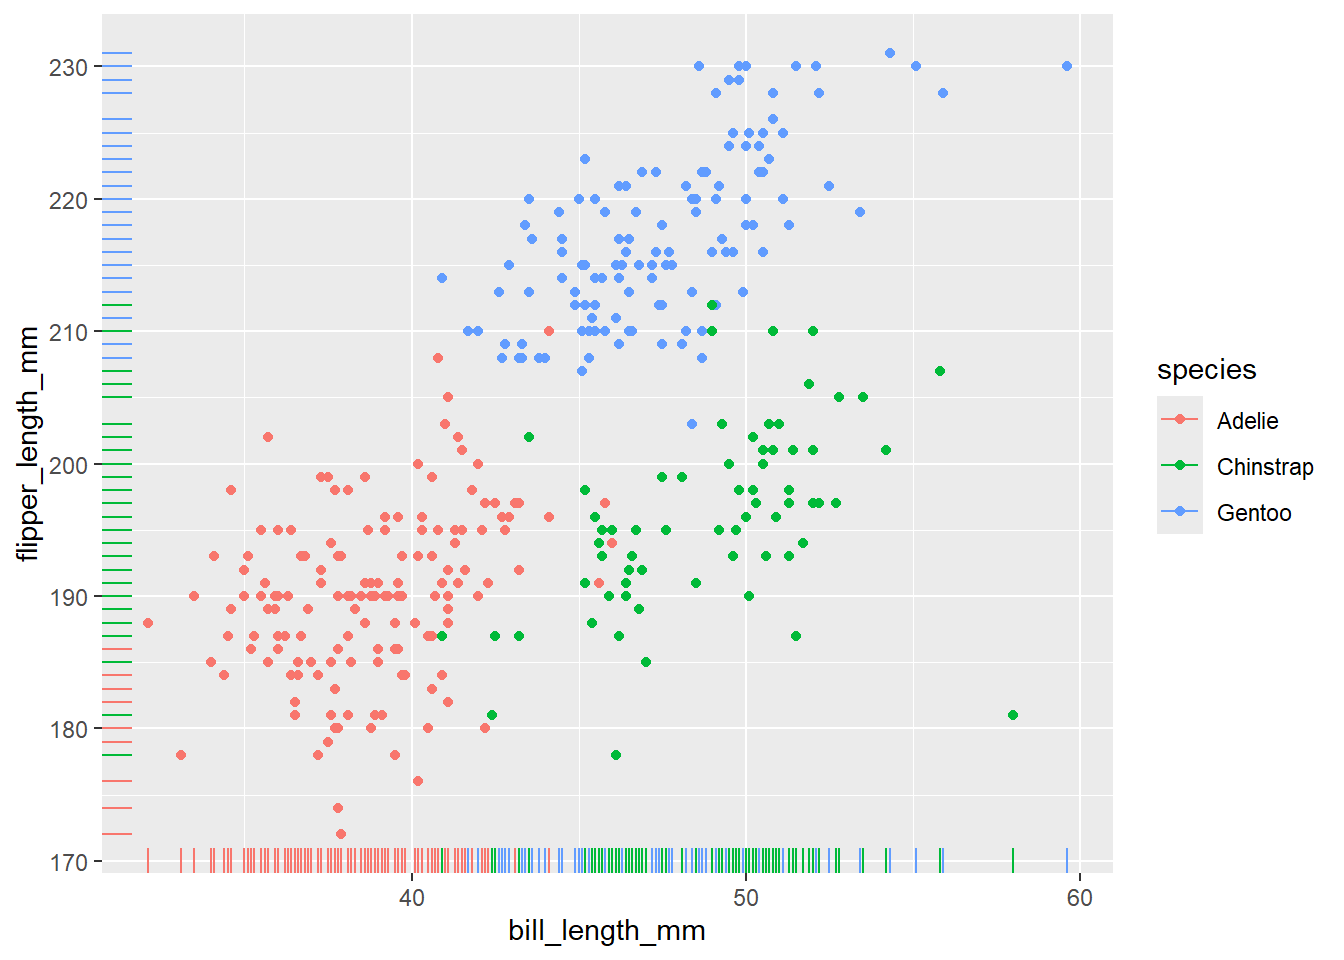 230
220
210
200
190
180
170
flipper_length_mm
40 50 60
bill_length_mm
species
Adelie
Chinstrap
Gentoo